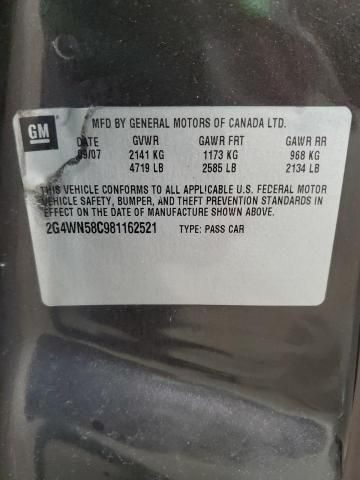 GM
MFD BY GENERAL MOTORS OF CANADA LTD.
DATE GVWR GAWR FRT GAWR RR
09/07 2141 KG 1173 KG 968 KG
4719 LB 2585 LB 2134 LB
THIS VEHICLE CONFORMS TO ALL APPLICABLE U.S. FEDERAL MOTOR
VEHICLE SAFETY, BUMPER, AND THEFT PREVENTION STANDARDS IN
EFFECT ON THE DATE OF MANUFACTURE SHOWN ABOVE.
2G4WN58C981162521 TYPE: PASS CAR